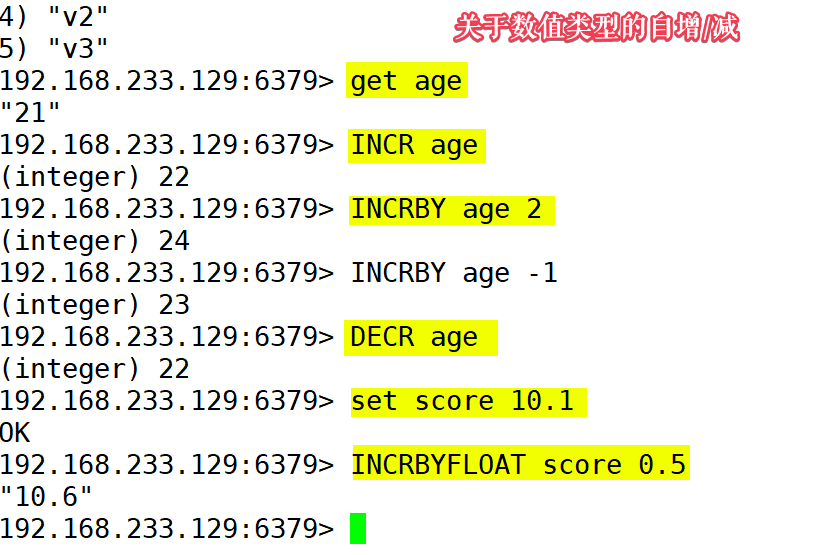 4) "v2"
关于数值类型的自增/减
5) "v3"
192.168.233.129:6379> get age
"21"
192.168.233.129:6379> INCR age
(integer) 22
192.168.233.129:6379> INCRBY age 2
(integer) 24
192.168.233.129:6379> INCRBY age -1
(integer) 23
192.168.233.129:6379> DECR age
(integer) 22
192.168.233.129:6379> set score 10.1
OK
192.168.233.129:6379> INCRBYFLOAT score 0.5
"10.6"
192.168.233.129:6379>